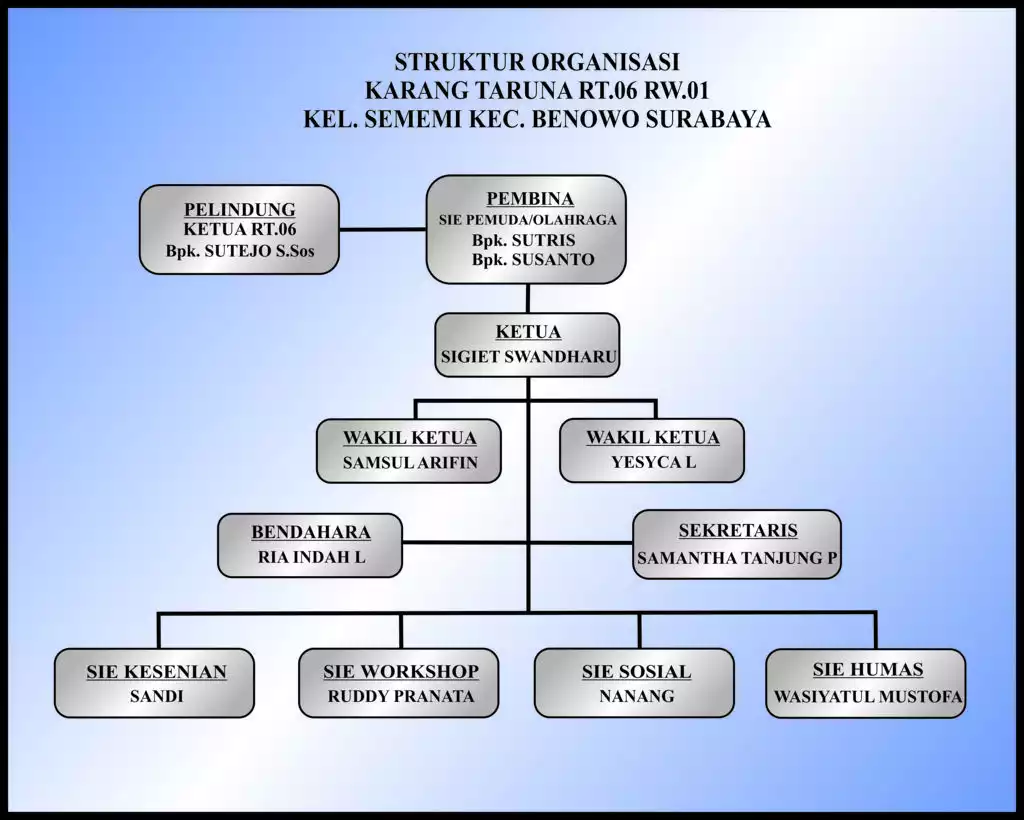 STRUKTUR ORGANISASI
KARANG TARUNA RT.06 RW.01
KEL. SEMEMI KEC. BENOWO SURABAYA
PELINDUNG
KETUA RT.06
Bpk. SUTEJO S.Sos
PEMBINA
SIE PEMUDA/OLAHRAGA
Bpk. SUTRIS
Bpk. SUSANTO
KETUA
SIGIET SWANDHARU
WAKIL KETUA
SAMSUL ARIFIN
WAKIL KETUA
YESYCA L
BENDAHARA
RIA INDAH L
SEKRETARIS
SAMANTHA TANJUNG P
SIE KESENIAN
SANDI
SIE WORKSHOP
RUDDY PRANATA
SIE SOSIAL
NANANG
SIE HUMAS
WASIYATUL MUSTOFA